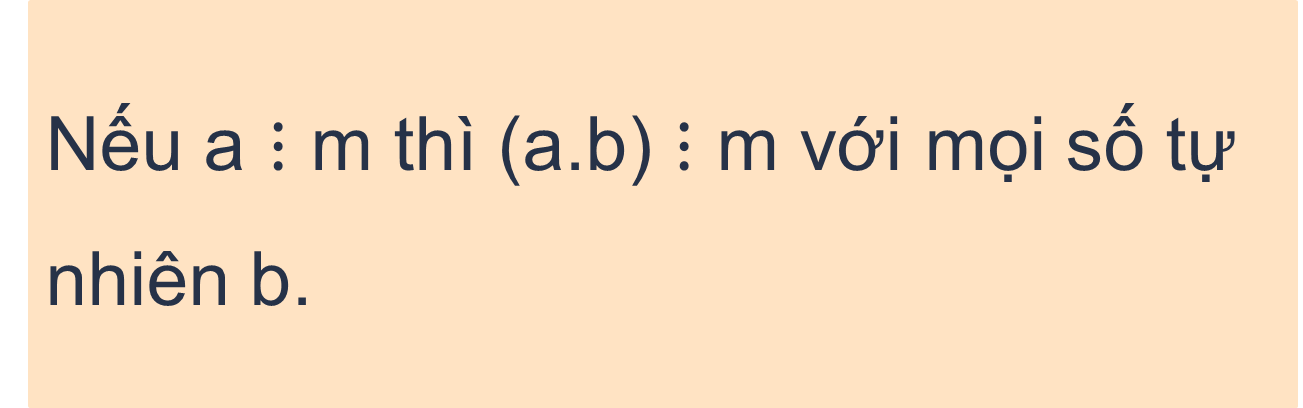 Nếu a ⋮ m thì (a.b) ⋮ m với mọi số tự
nhiên b.